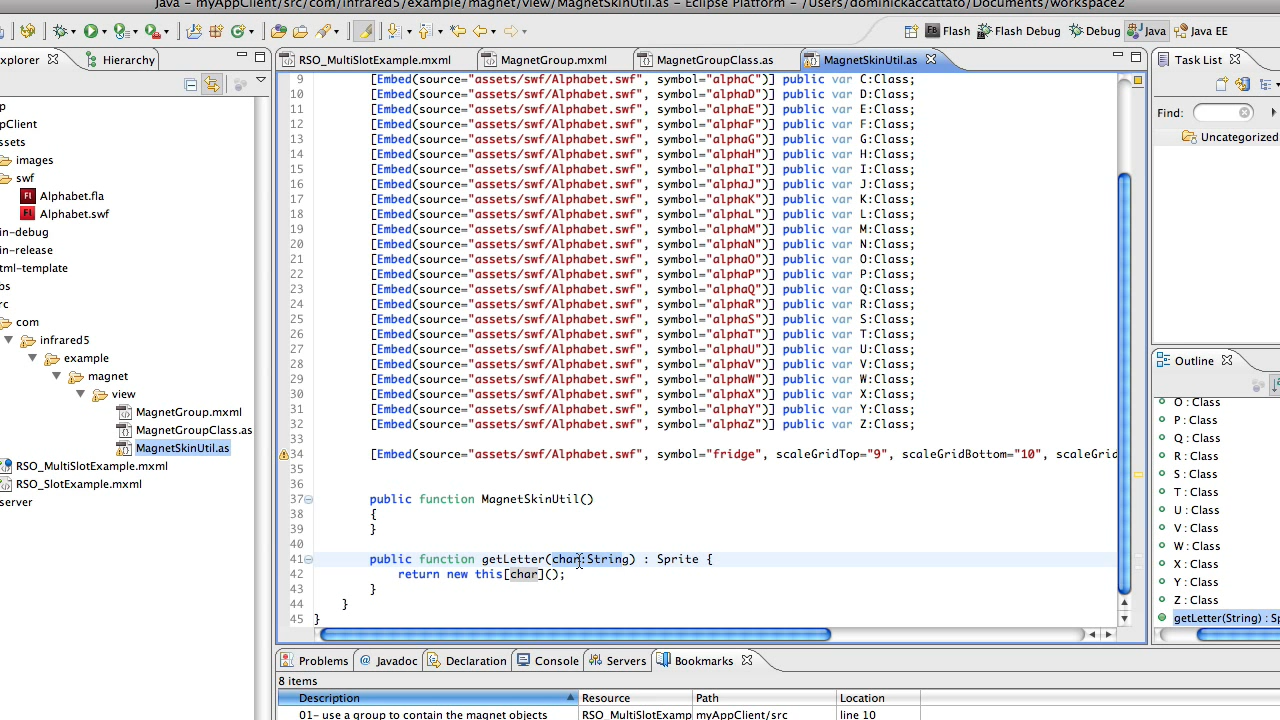 Java - myAppClient/src/com/infrared5/example/magnet/view/MagnetSkinUtil.as - Eclipse Platform - /Users/dominickaccattato/Documents/workspace2
Flash Flash Debug Debug Java Java EE
xplorer Hierarchy
RSO_MultiSlotExample.mxml MagnetGroup.mxml MagnetGroupClass.as MagnetSkinUtil.as
Task List
Find:
Uncategorized
p
pClient
ssets
images
swf
Alphabet.fla
Alphabet.swf
in-debug
in-release
tml-template
bs
rc
com
infrared5
example
magnet
view
MagnetGroup.mxml
MagnetGroupClass.as
MagnetSkinUtil.as
RSO_MultiSlotExample.mxml
RSO_SlotExample.mxml
server
9 [Embed(source="assets/swf/Alphabet.swf", symbol="alphaC")] public var C:Class;
10 [Embed(source="assets/swf/Alphabet.swf", symbol="alphaD")] public var D:Class;
11 [Embed(source="assets/swf/Alphabet.swf", symbol="alphaE")] public var E:Class;
12 [Embed(source="assets/swf/Alphabet.swf", symbol="alphaF")] public var F:Class;
13 [Embed(source="assets/swf/Alphabet.swf", symbol="alphaG")] public var G:Class;
14 [Embed(source="assets/swf/Alphabet.swf", symbol="alphaH")] public var H:Class;
15 [Embed(source="assets/swf/Alphabet.swf", symbol="alphaI")] public var I:Class;
16 [Embed(source="assets/swf/Alphabet.swf", symbol="alphaJ")] public var J:Class;
17 [Embed(source="assets/swf/Alphabet.swf", symbol="alphaK")] public var K:Class;
18 [Embed(source="assets/swf/Alphabet.swf", symbol="alphaL")] public var L:Class;
19 [Embed(source="assets/swf/Alphabet.swf", symbol="alphaM")] public var M:Class;
20 [Embed(source="assets/swf/Alphabet.swf", symbol="alphaN")] public var N:Class;
21 [Embed(source="assets/swf/Alphabet.swf", symbol="alphaO")] public var O:Class;
22 [Embed(source="assets/swf/Alphabet.swf", symbol="alphaP")] public var P:Class;
23 [Embed(source="assets/swf/Alphabet.swf", symbol="alphaQ")] public var Q:Class;
24 [Embed(source="assets/swf/Alphabet.swf", symbol="alphaR")] public var R:Class;
25 [Embed(source="assets/swf/Alphabet.swf", symbol="alphaS")] public var S:Class;
26 [Embed(source="assets/swf/Alphabet.swf", symbol="alphaT")] public var T:Class;
27 [Embed(source="assets/swf/Alphabet.swf", symbol="alphaU")] public var U:Class;
28 [Embed(source="assets/swf/Alphabet.swf", symbol="alphaV")] public var V:Class;
29 [Embed(source="assets/swf/Alphabet.swf", symbol="alphaW")] public var W:Class;
30 [Embed(source="assets/swf/Alphabet.swf", symbol="alphaX")] public var X:Class;
31 [Embed(source="assets/swf/Alphabet.swf", symbol="alphaY")] public var Y:Class;
32 [Embed(source="assets/swf/Alphabet.swf", symbol="alphaZ")] public var Z:Class;
33
34 [Embed(source="assets/swf/Alphabet.swf", symbol="fridge", scaleGridTop="9", scaleGridBottom="10", scaleGrid
35
36
37 public function MagnetSkinUtil()
38 {
39 }
40
41 public function getLetter(char:String) : Sprite {
42 return new this[char]();
43 }
44 }
45 }
Outline
O : Class
P : Class
Q : Class
R : Class
S : Class
T : Class
U : Class
V : Class
W : Class
X : Class
Y : Class
Z : Class
getLetter(String) : Sp
Problems @ Javadoc Declaration Console Servers Bookmarks
8 items
Description Resource Path Location
01- use a group to contain the magnet objects RSO_MultiSlotExamp myAppClient/src line 10